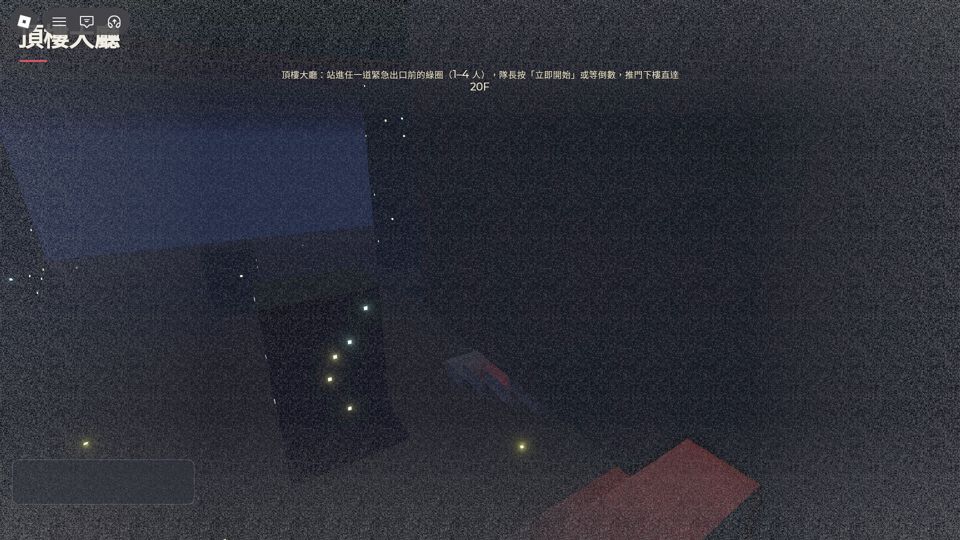 頂樓大廳
頂樓大廳：站進任一道緊急出口前的綠圈（1–4 人），隊長按「立即開始」或等倒數，推門下樓直達
20F